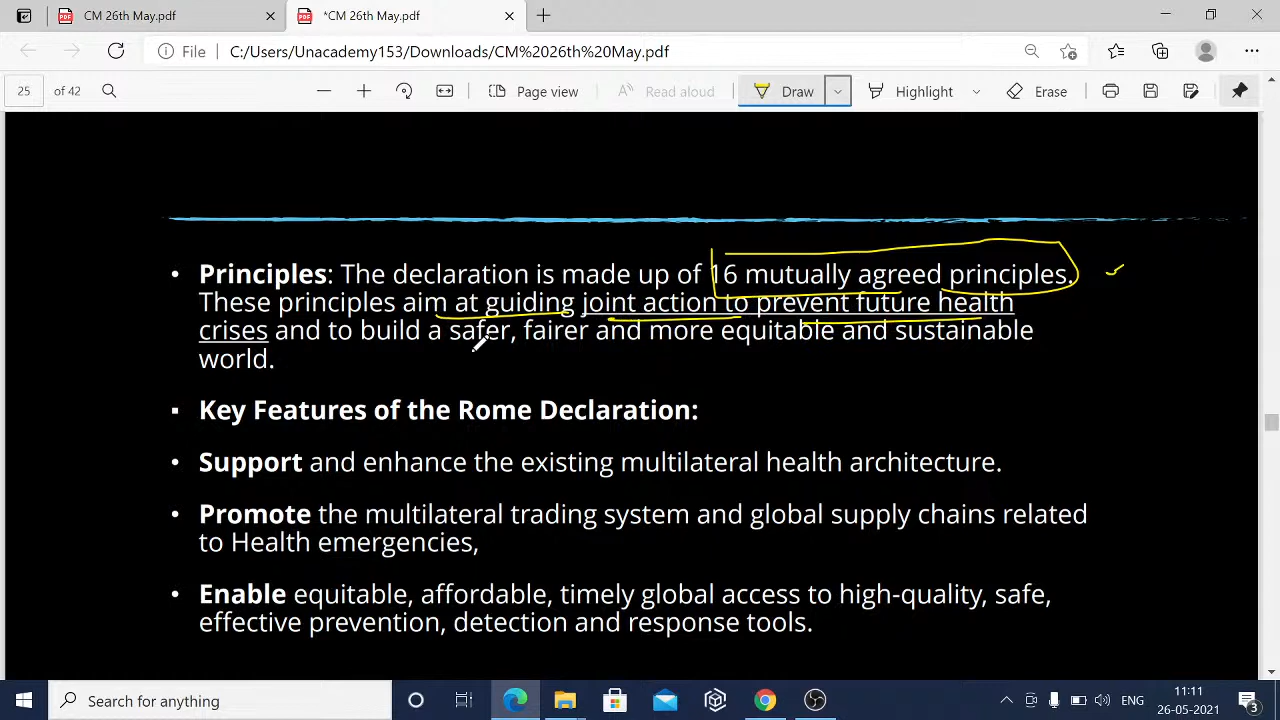 CM 26th May.pdf
*CM 26th May.pdf
File C:/Users/Unacademy153/Downloads/CM%2026th%20May.pdf
25 of 42 Page view Read aloud Draw Highlight Erase
• Principles: The declaration is made up of 16 mutually agreed principles.
These principles aim at guiding joint action to prevent future health
crises and to build a safer, fairer and more equitable and sustainable
world.
▪ Key Features of the Rome Declaration:
• Support and enhance the existing multilateral health architecture.
• Promote the multilateral trading system and global supply chains related
to Health emergencies,
• Enable equitable, affordable, timely global access to high-quality, safe,
effective prevention, detection and response tools.
Search for anything
ENG
11:11
26-05-2021
3